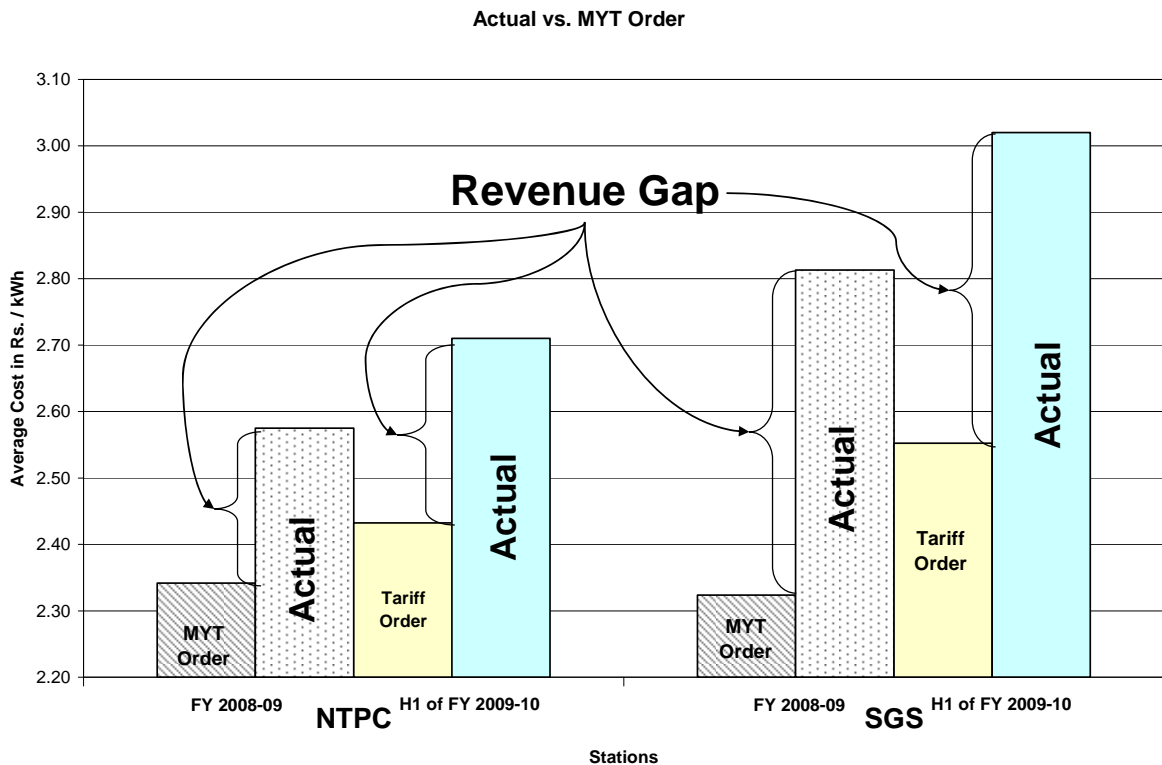 Actual vs. MYT Order
3.10
3.00
2.90
2.80
2.70
2.60
2.50
2.40
2.30
2.20
Average Cost in Rs. / kWh
Revenue Gap
MYT
Order
Actual
Tariff
Order
Actual
MYT
Order
Actual
Tariff
Order
Actual
FY 2008-09
H1 of FY 2009-10
FY 2008-09
H1 of FY 2009-10
NTPC
SGS
Stations